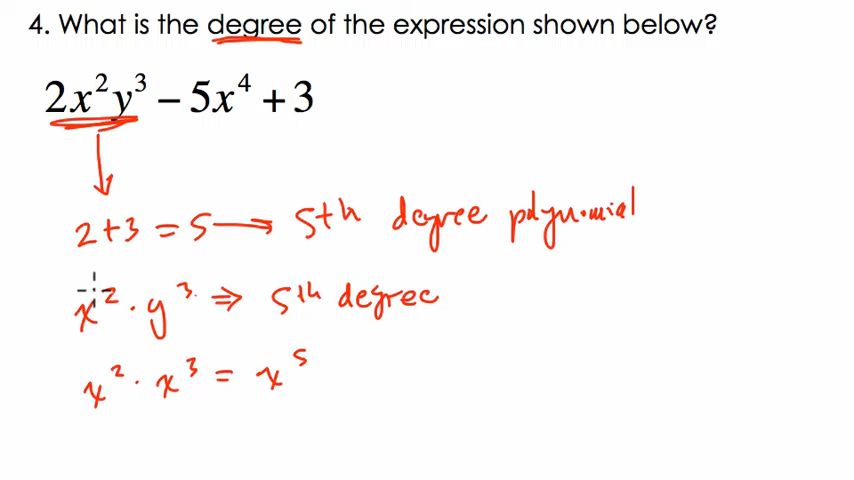 4. What is the degree of the expression shown below?
2x²y³ − 5x⁴ + 3
2+3 = 5 → 5th degree polynomial
x² · y³ ⇒ 5th degree
x² · x³ = x⁵